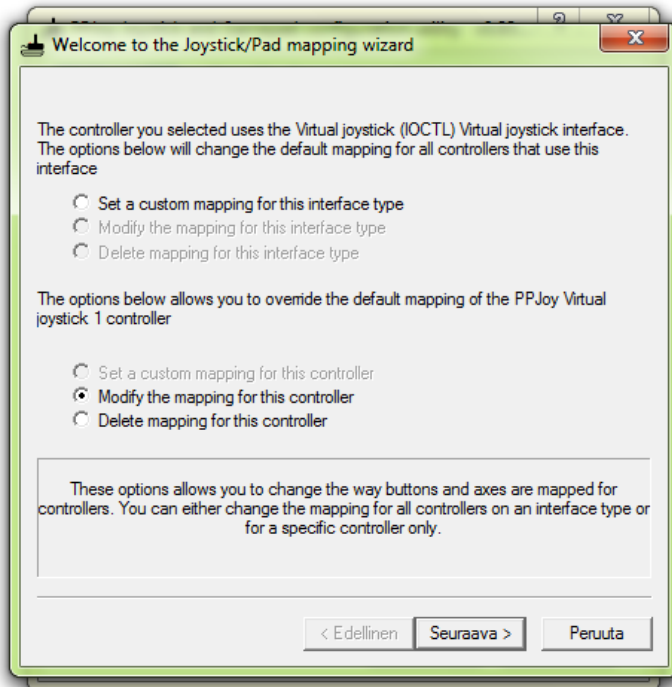 Welcome to the Joystick/Pad mapping wizard
The controller you selected uses the Virtual joystick (IOCTL) Virtual joystick interface.
The options below will change the default mapping for all controllers that use this
interface
Set a custom mapping for this interface type
Modify the mapping for this interface type
Delete mapping for this interface type
The options below allows you to override the default mapping of the PPJoy Virtual
joystick 1 controller
Set a custom mapping for this controller
Modify the mapping for this controller
Delete mapping for this controller
These options allows you to change the way buttons and axes are mapped for
controllers. You can either change the mapping for all controllers on an interface type or
for a specific controller only.
< Edellinen
Seuraava >
Peruuta